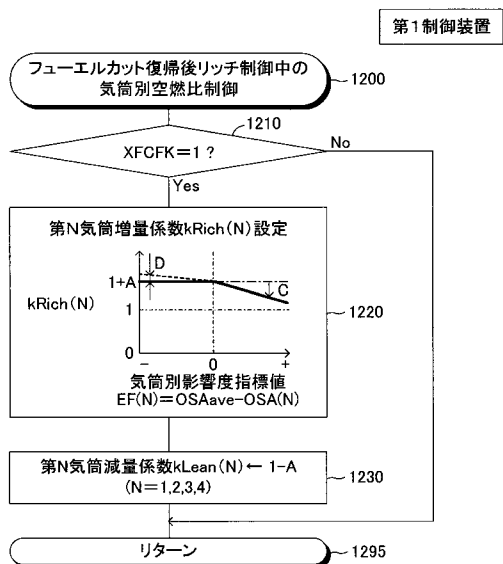 第1制御装置
フューエルカット復帰後リッチ制御中の
気筒別空燃比制御
1200
1210
XFCFK=1 ?
No
Yes
第N気筒増量係数kRich(N)設定
D
1+A
C
kRich(N)
1
1220
0
- 0 +
気筒別影響度指標値
EF(N)=OSAave-OSA(N)
第N気筒減量係数kLean(N)← 1-A
(N=1,2,3,4)
1230
リターン
1295